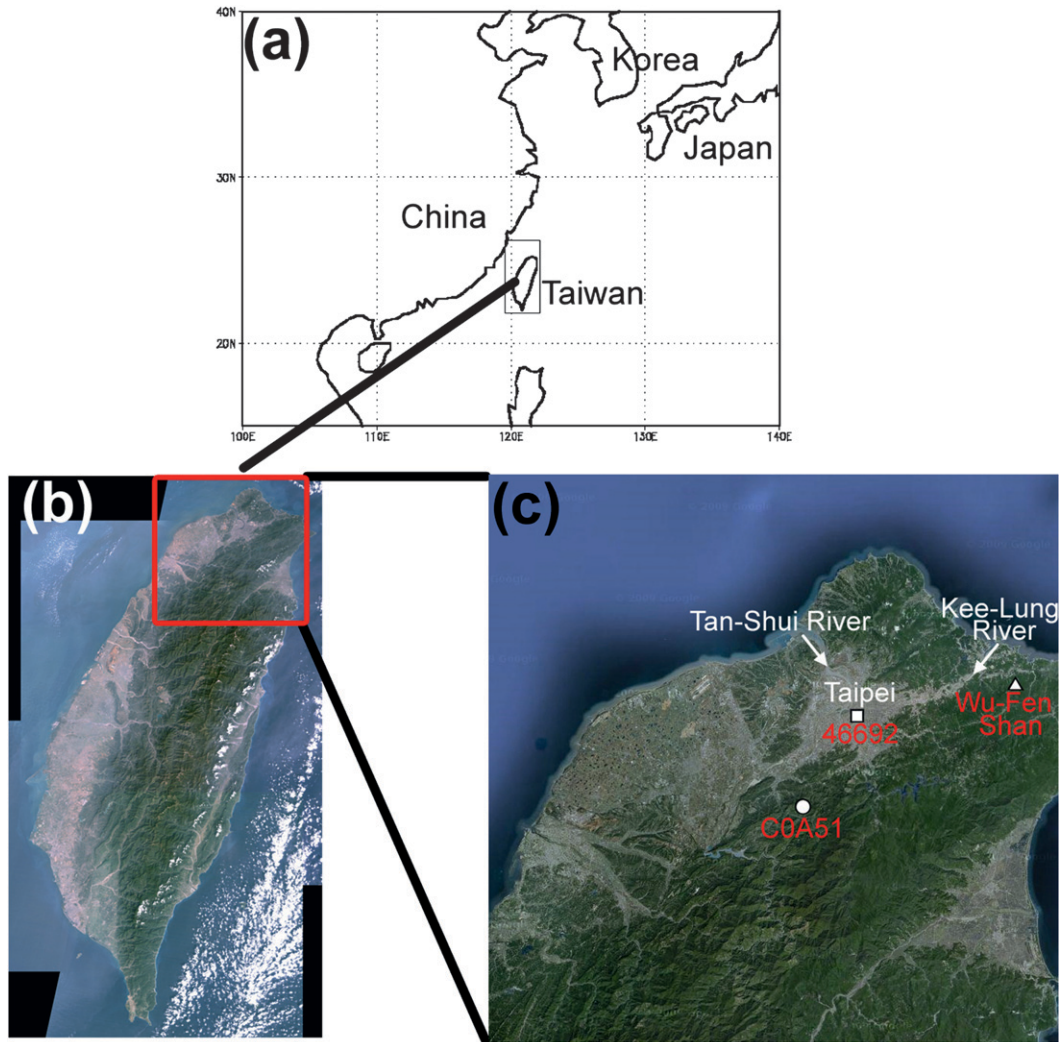 (a)
40N
Korea
Japan
30N
China
Taiwan
20N
100E
110E
120E
130E
140E
(b)
(c)
Kee-Lung
River
Tan-Shui River
Taipei
Wu-Fen
Shan
46692
C0A51